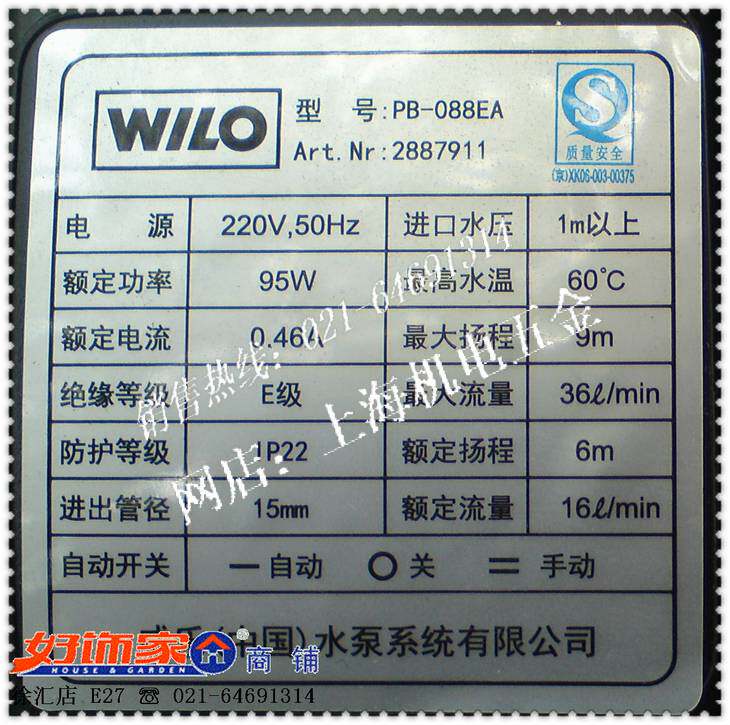 WILO
型 号:PB-088EA
Art.Nr:2887911
质量安全
(京)XK06-003-00375
电 源 220V,50Hz 进口水压 1m以上
额定功率 95W 最高水温 60℃
额定电流 0.46A 最大扬程 9m
绝缘等级 E级 最大流量 36ℓ/min
防护等级 IP22 额定扬程 6m
进出管径 15mm 额定流量 16ℓ/min
自动开关 — 自动 O 关 = 手动
威乐(中国)水泵系统有限公司
销售热线：021-64691314
网店：上海机电五金
好饰家商铺
HOUSE & GARDEN
徐汇店 E27 ☎ 021-64691314